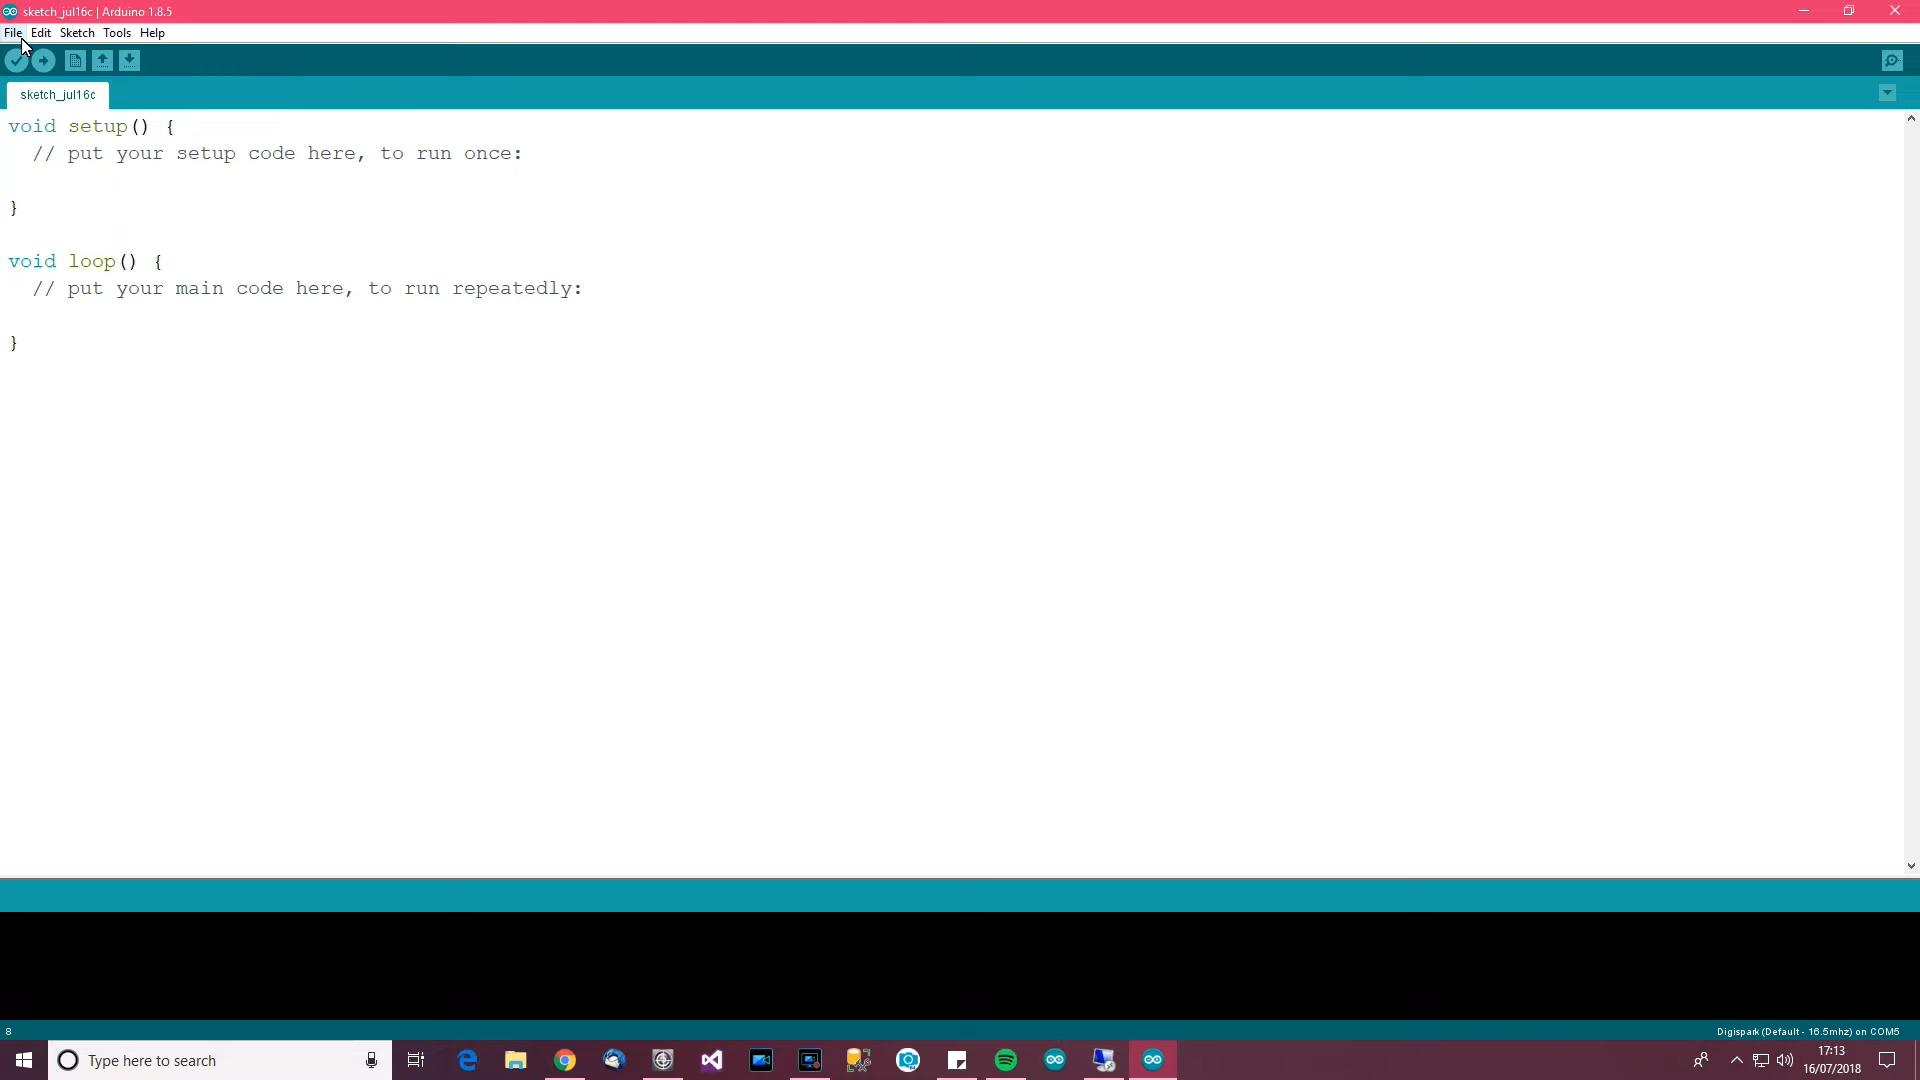 sketch_jul16c | Arduino 1.8.5
File Edit Sketch Tools Help
sketch_jul16c
void setup() {
  // put your setup code here, to run once:
}
void loop() {
  // put your main code here, to run repeatedly:
}
8
Digispark (Default - 16.5mhz) on COM5
Type here to search
17:13
16/07/2018